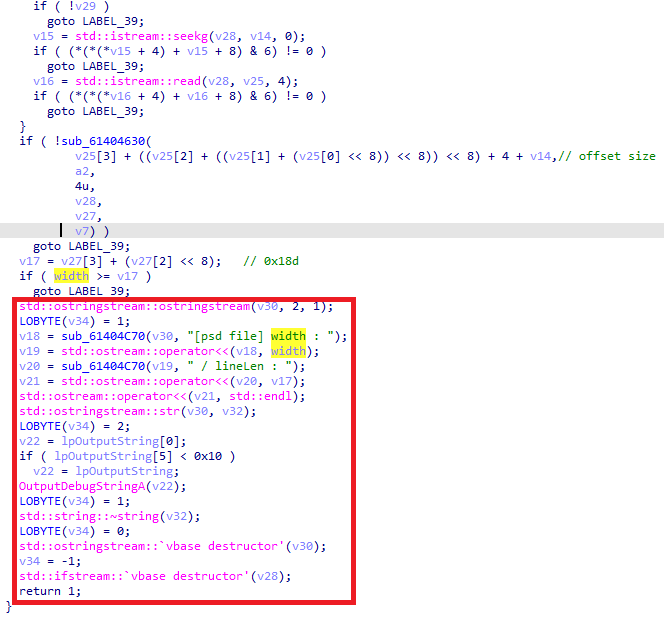 if ( !v29 )
goto LABEL_39;
v15 = std::istream::seekg(v28, v14, 0);
if ( (*(*(*v15 + 4) + v15 + 8) & 6) != 0 )
goto LABEL_39;
v16 = std::istream::read(v28, v25, 4);
if ( (*(*(*v16 + 4) + v16 + 8) & 6) != 0 )
goto LABEL_39;
}
if ( !sub_61404630(
v25[3] + ((v25[2] + ((v25[1] + (v25[0] << 8)) << 8)) << 8) + 4 + v14,// offset size
a2,
4u,
v28,
v27,
v7) )
goto LABEL_39;
v17 = v27[3] + (v27[2] << 8);   // 0x18d
if ( width >= v17 )
goto LABEL_39;
std::ostringstream::ostringstream(v30, 2, 1);
LOBYTE(v34) = 1;
v18 = sub_61404C70(v30, "[psd file] width : ");
v19 = std::ostream::operator<<(v18, width);
v20 = sub_61404C70(v19, " / lineLen : ");
v21 = std::ostream::operator<<(v20, v17);
std::ostream::operator<<(v21, std::endl);
std::ostringstream::str(v30, v32);
LOBYTE(v34) = 2;
v22 = lpOutputString[0];
if ( lpOutputString[5] < 0x10 )
v22 = lpOutputString;
OutputDebugStringA(v22);
LOBYTE(v34) = 1;
std::string::~string(v32);
LOBYTE(v34) = 0;
std::ostringstream::`vbase destructor'(v30);
v34 = -1;
std::ifstream::`vbase destructor'(v28);
return 1;
}